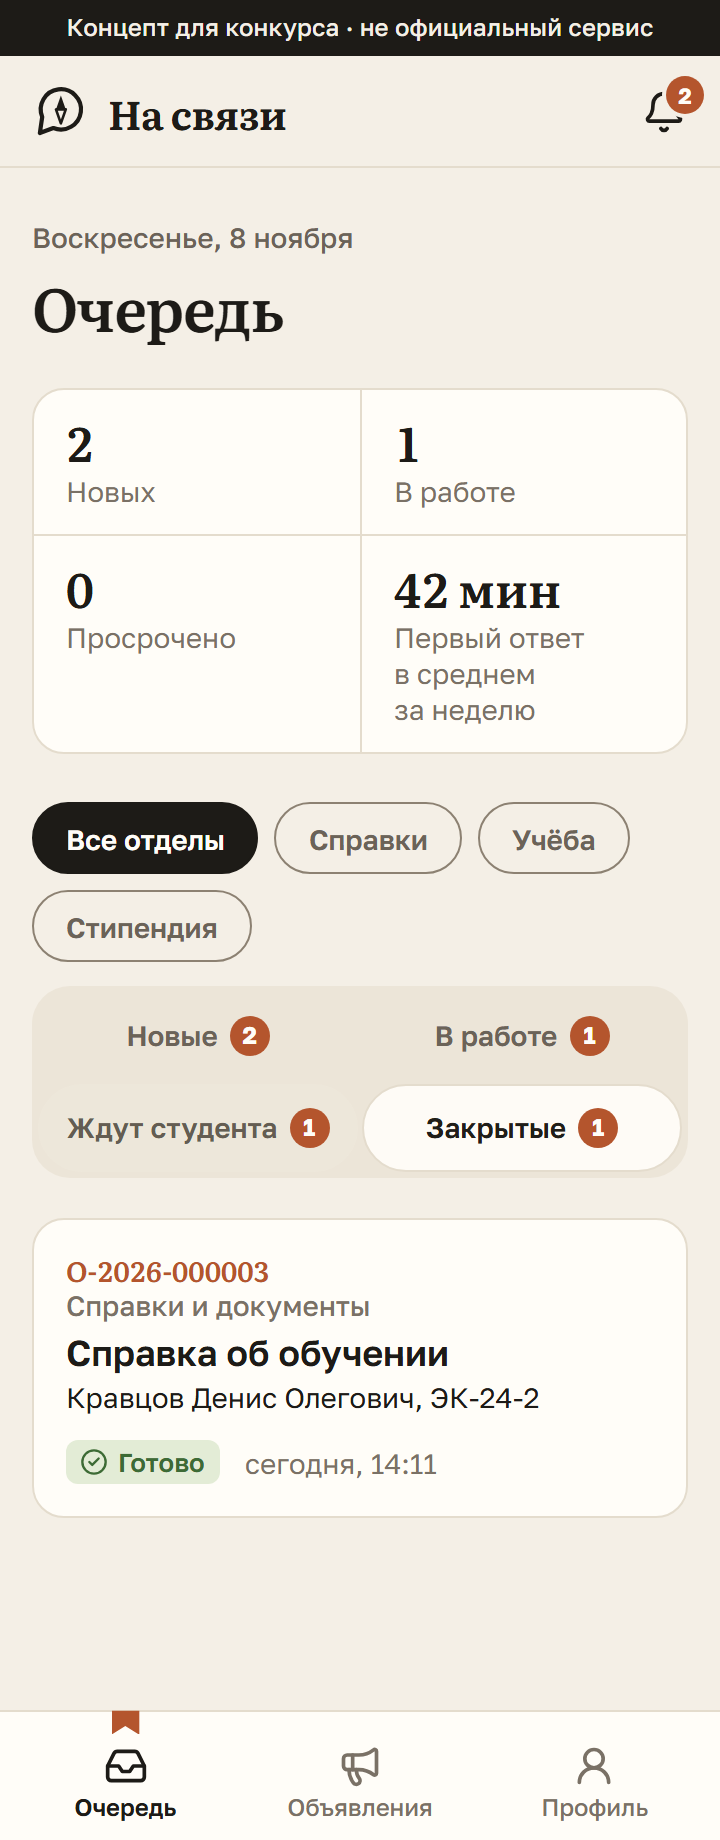 Концепт для конкурса · не официальный сервис
На связи
2
Воскресенье, 8 ноября
Очередь
2
Новых
1
В работе
0
Просрочено
42 мин
Первый ответ
в среднем
за неделю
Все отделы
Справки
Учёба
Стипендия
Новые 2
В работе 1
Ждут студента 1
Закрытые 1
О-2026-000003
Справки и документы
Справка об обучении
Кравцов Денис Олегович, ЭК-24-2
Готово
сегодня, 14:11
Очередь
Объявления
Профиль